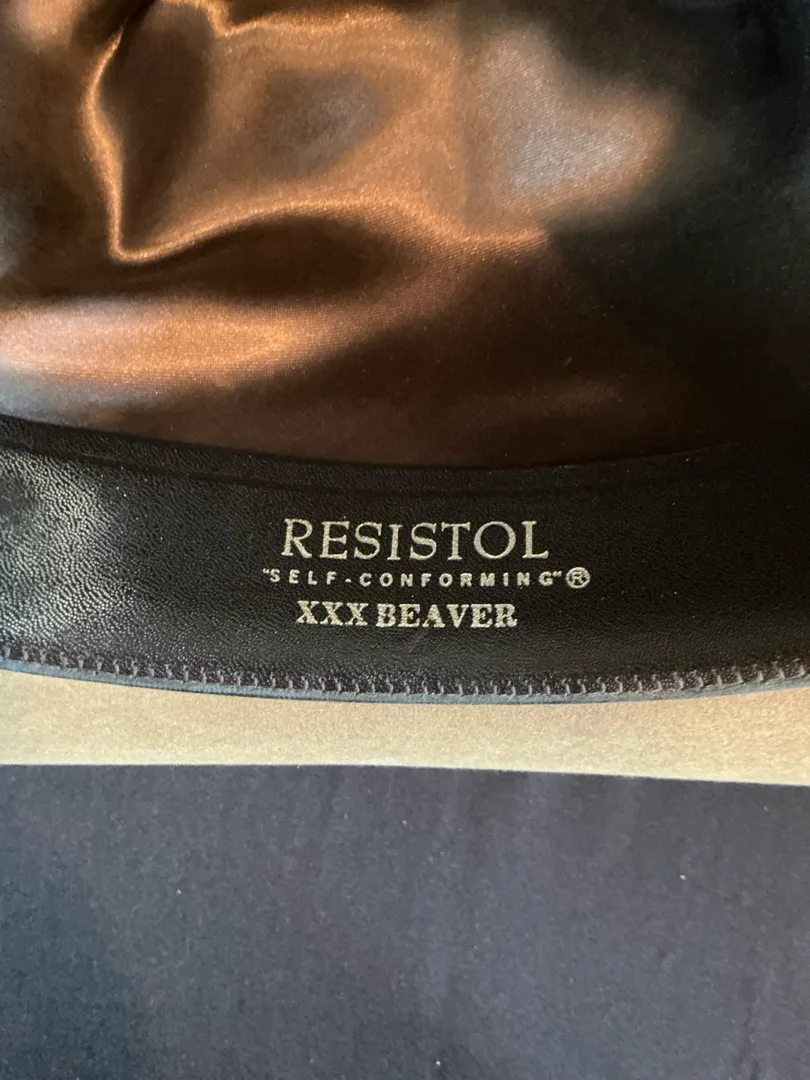 RESISTOL
"SELF-CONFORMING"®
XXX BEAVER